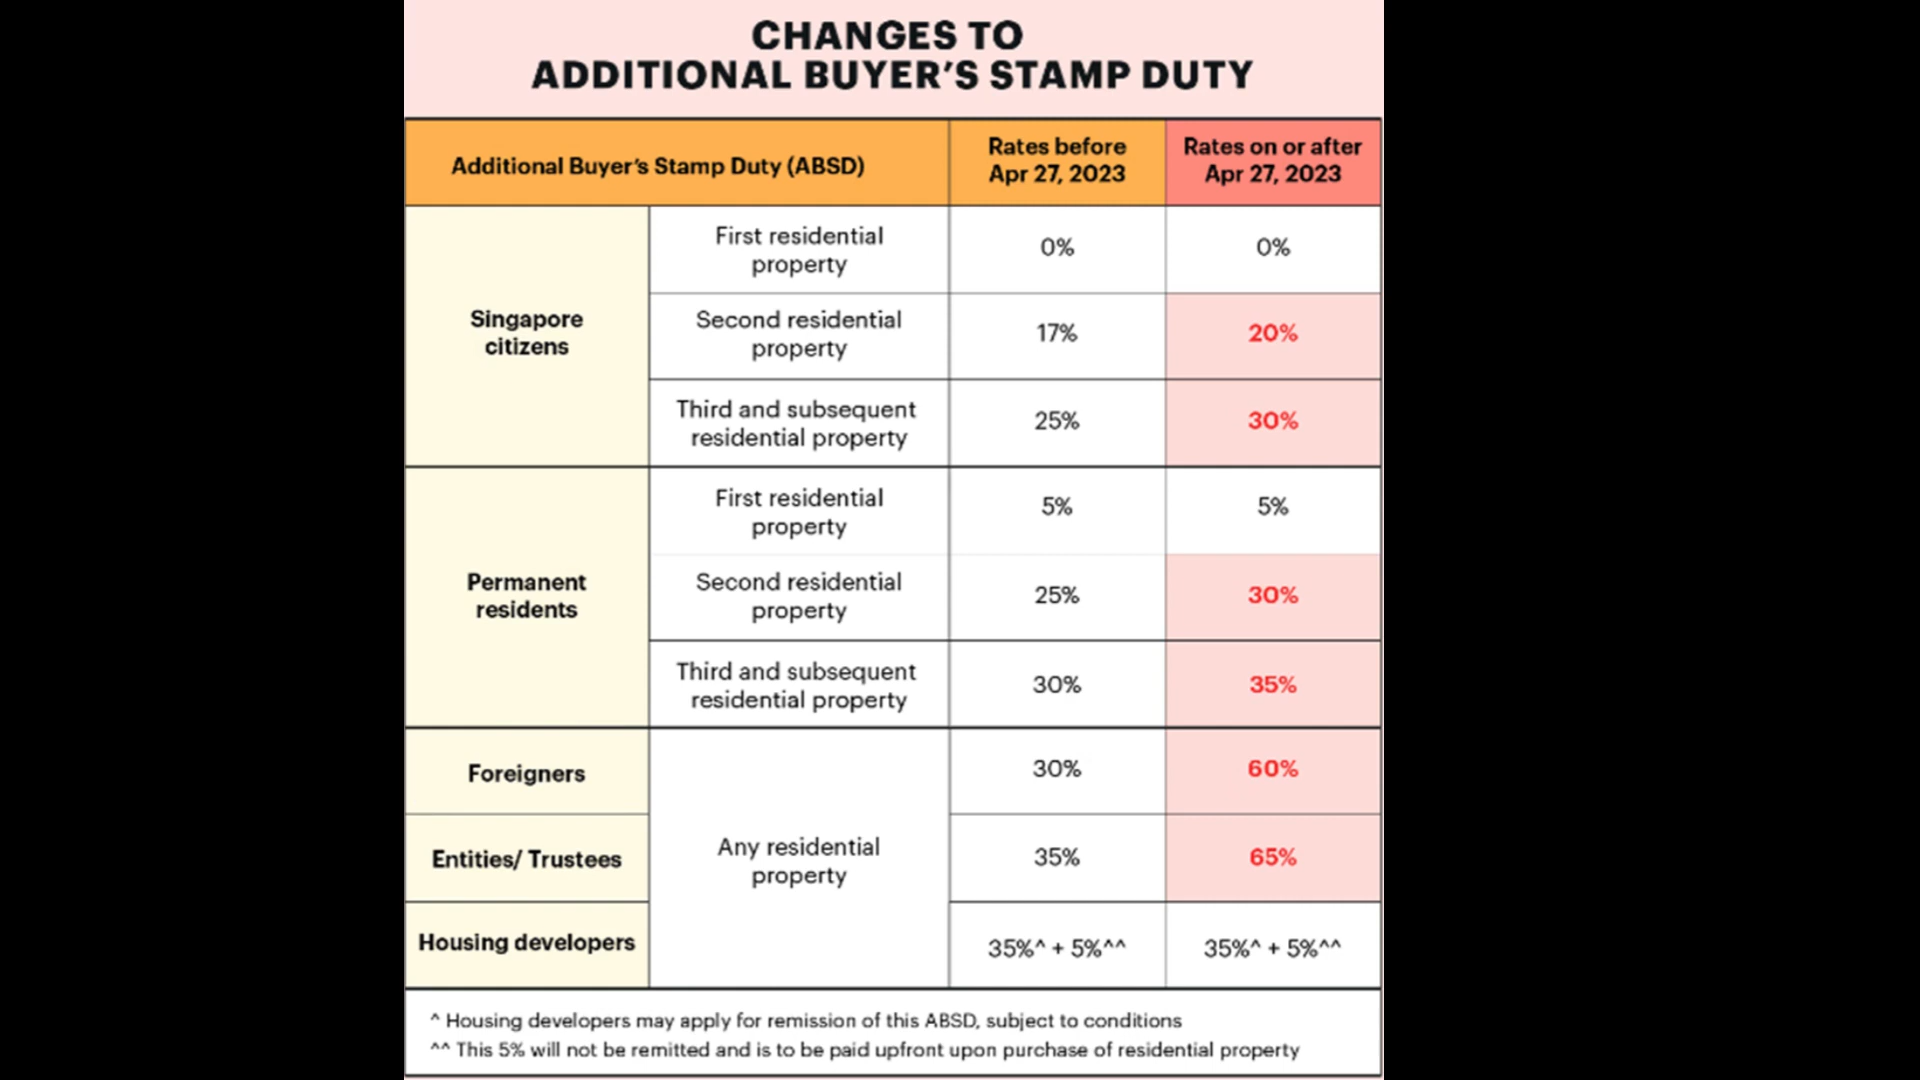 CHANGES TO
ADDITIONAL BUYER'S STAMP DUTY
Additional Buyer's Stamp Duty (ABSD)
Rates before
Apr 27, 2023
Rates on or after
Apr 27, 2023
Singapore
citizens
First residential
property
0%
0%
Second residential
property
17%
20%
Third and subsequent
residential property
25%
30%
Permanent
residents
First residential
property
5%
5%
Second residential
property
25%
30%
Third and subsequent
residential property
30%
35%
Foreigners
Any residential
property
30%
60%
Entities/ Trustees
35%
65%
Housing developers
35%^ + 5%^^
35%^ + 5%^^
^ Housing developers may apply for remission of this ABSD, subject to conditions
^^ This 5% will not be remitted and is to be paid upfront upon purchase of residential property